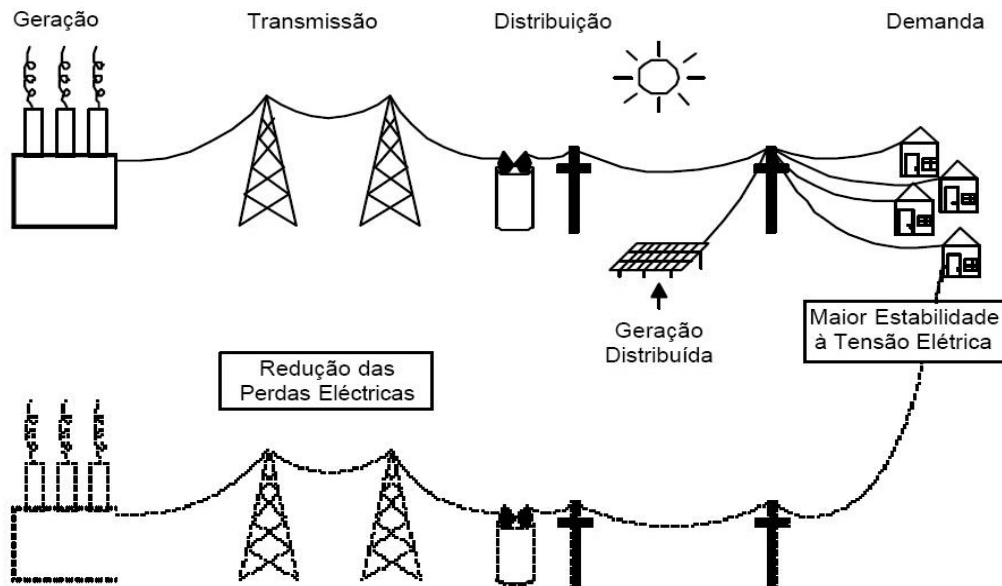 Geração
Transmissão
Distribuição
Demanda
Geração
Distribuída
Maior Estabilidade
à Tensão Elétrica
Redução das
Perdas Eléctricas